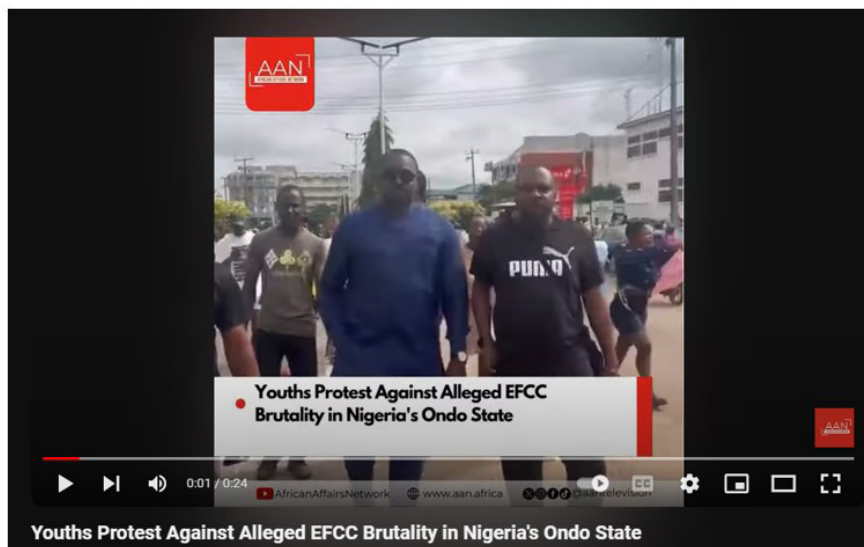 AAN
AFRICAN AFFAIRS NETWORK
PUMA
Youths Protest Against Alleged EFCC
Brutality in Nigeria's Ondo State
AAN
0:01 / 0:24
CC
AfricanAffairsNetwork www.aan.africa @aantelevision
Youths Protest Against Alleged EFCC Brutality in Nigeria's Ondo State